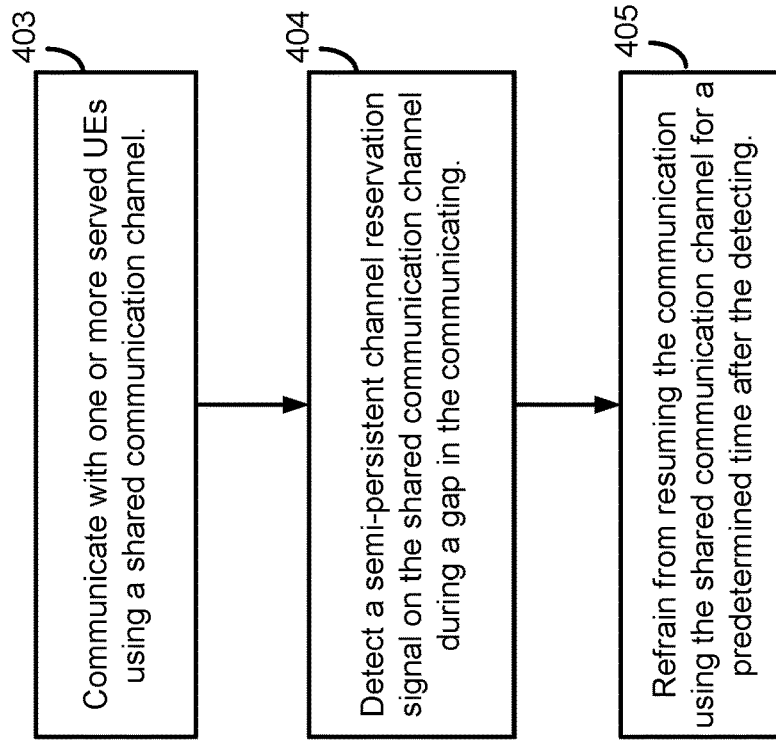 403
Communicate with one or more served UEs
using a shared communication channel.
404
Detect a semi-persistent channel reservation
signal on the shared communication channel
during a gap in the communicating.
405
Refrain from resuming the communication
using the shared communication channel for a
predetermined time after the detecting.